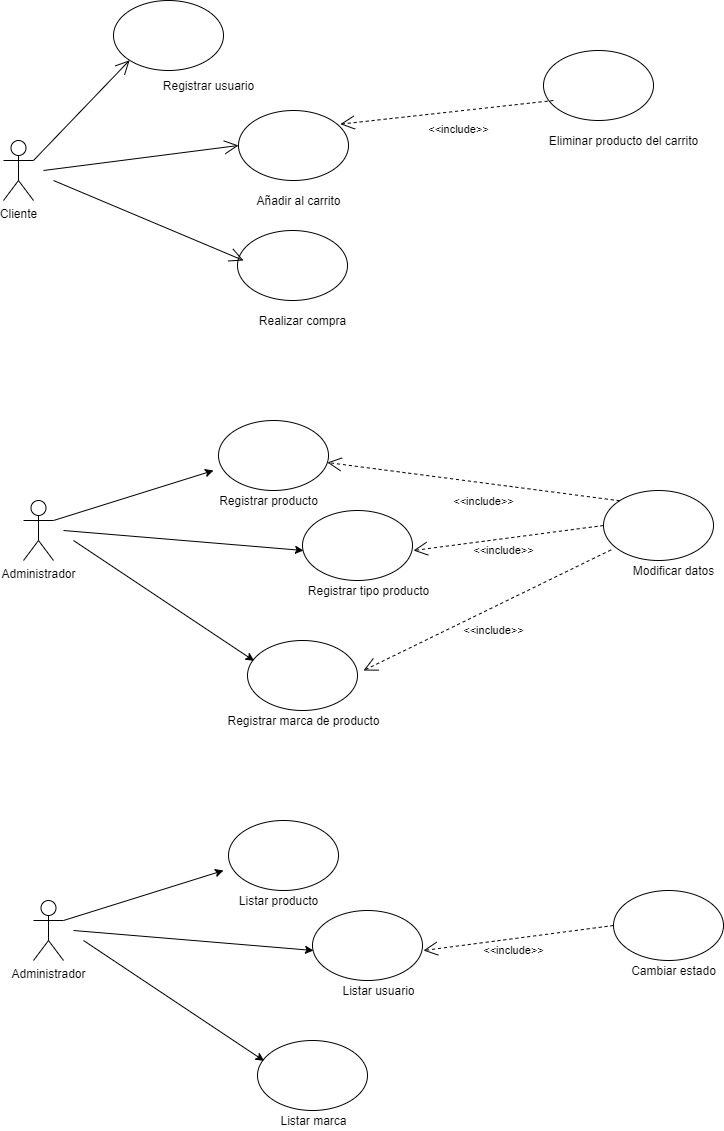 Registrar usuario
<<include>>
Eliminar producto del carrito
Añadir al carrito
Cliente
Realizar compra
Registrar producto
<<include>>
<<include>>
Administrador
Modificar datos
Registrar tipo producto
<<include>>
Registrar marca de producto
Listar producto
<<include>>
Administrador
Cambiar estado
Listar usuario
Listar marca